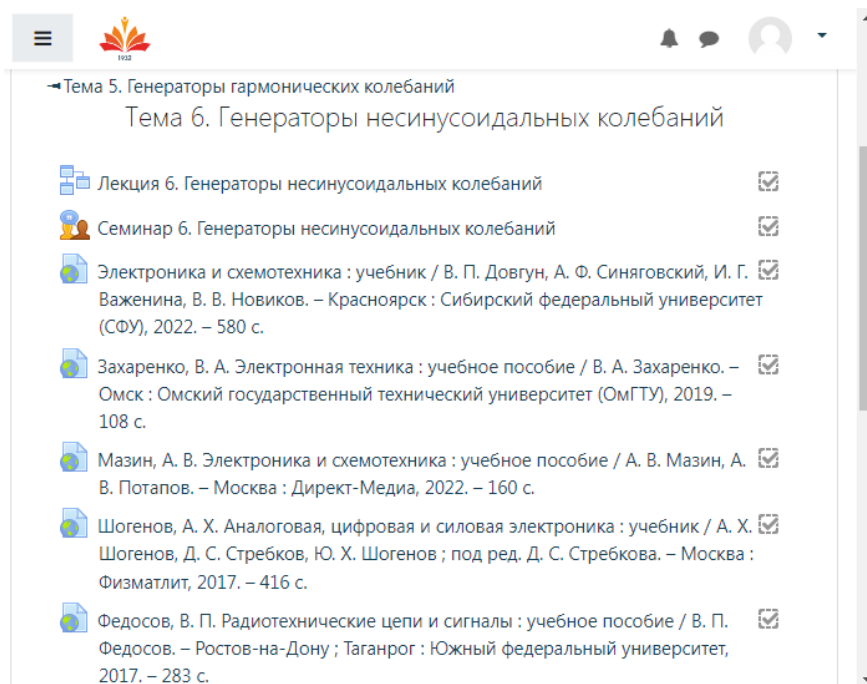 1932
Тема 5. Генераторы гармонических колебаний
Тема 6. Генераторы несинусоидальных колебаний
Лекция 6. Генераторы несинусоидальных колебаний
Семинар 6. Генераторы несинусоидальных колебаний
Электроника и схемотехника : учебник / В. П. Довгун, А. Ф. Синяговский, И. Г.
Важенина, В. В. Новиков. – Красноярск : Сибирский федеральный университет
(СФУ), 2022. – 580 с.
Захаренко, В. А. Электронная техника : учебное пособие / В. А. Захаренко. –
Омск : Омский государственный технический университет (ОмГТУ), 2019. –
108 с.
Мазин, А. В. Электроника и схемотехника : учебное пособие / А. В. Мазин, А.
В. Потапов. – Москва : Директ-Медиа, 2022. – 160 с.
Шогенов, А. Х. Аналоговая, цифровая и силовая электроника : учебник / А. Х.
Шогенов, Д. С. Стребков, Ю. Х. Шогенов ; под ред. Д. С. Стребкова. – Москва :
Физматлит, 2017. – 416 с.
Федосов, В. П. Радиотехнические цепи и сигналы : учебное пособие / В. П.
Федосов. – Ростов-на-Дону ; Таганрог : Южный федеральный университет,
2017. – 283 с.